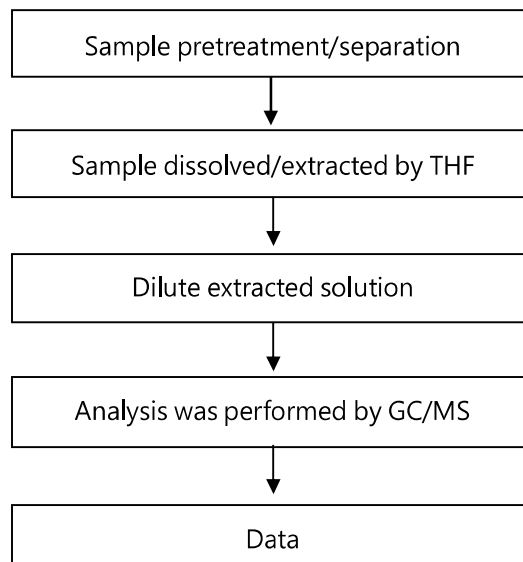 Sample pretreatment/separation
Sample dissolved/extracted by THF
Dilute extracted solution
Analysis was performed by GC/MS
Data